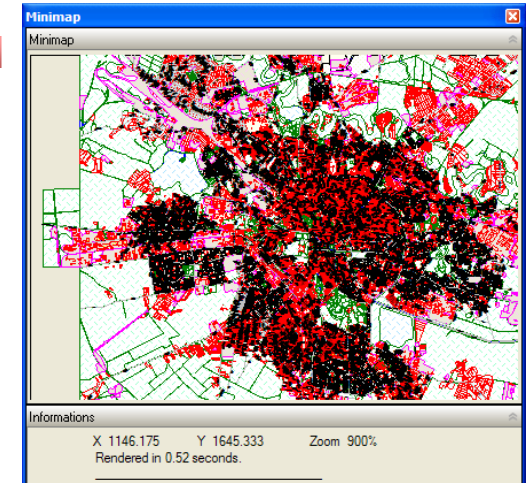 Minimap
Minimap
Informations
X 1146.175 Y 1645.333 Zoom 900%
Rendered in 0.52 seconds.